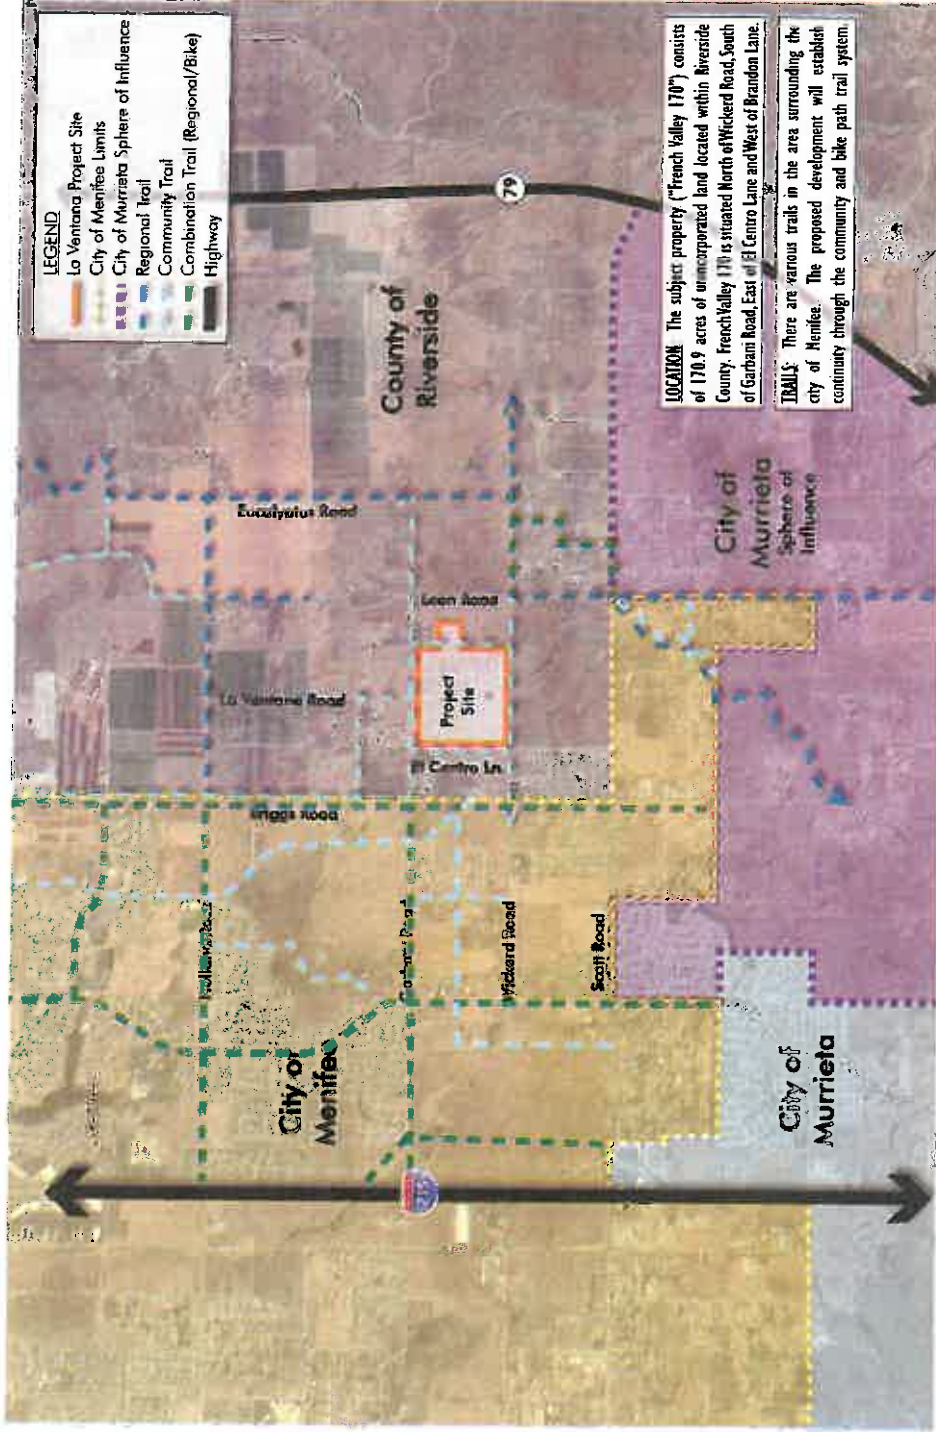 LEGEND
La Ventana Project Site
City of Menifee Limits
City of Murrieta Sphere of Influence
Regional Trail
Community Trail
Combination Trail (Regional/Bike)
Highway
79
County of
Riverside
LOCATION: The subject property ("French Valley 170") consists
of 170.9 acres of unincorporated land located within Riverside
County. French Valley 170 is situated North of Wickerd Road, South
of Garbani Road, East of El Centro Lane and West of Brandon Lane.
TRAILS: There are various trails in the area surrounding the
city of Menifee. The proposed development will establish
continuity through the community and bike path trail system.
Eucalyptus Road
Leon Road
La Ventana Road
Project
Site
El Centro Ln
Briggs Road
City of
Murrieta
Sphere of
Influence
Holland Road
Garbani Road
Wickerd Road
Scott Road
City of
Menifee
215
City of
Murrieta